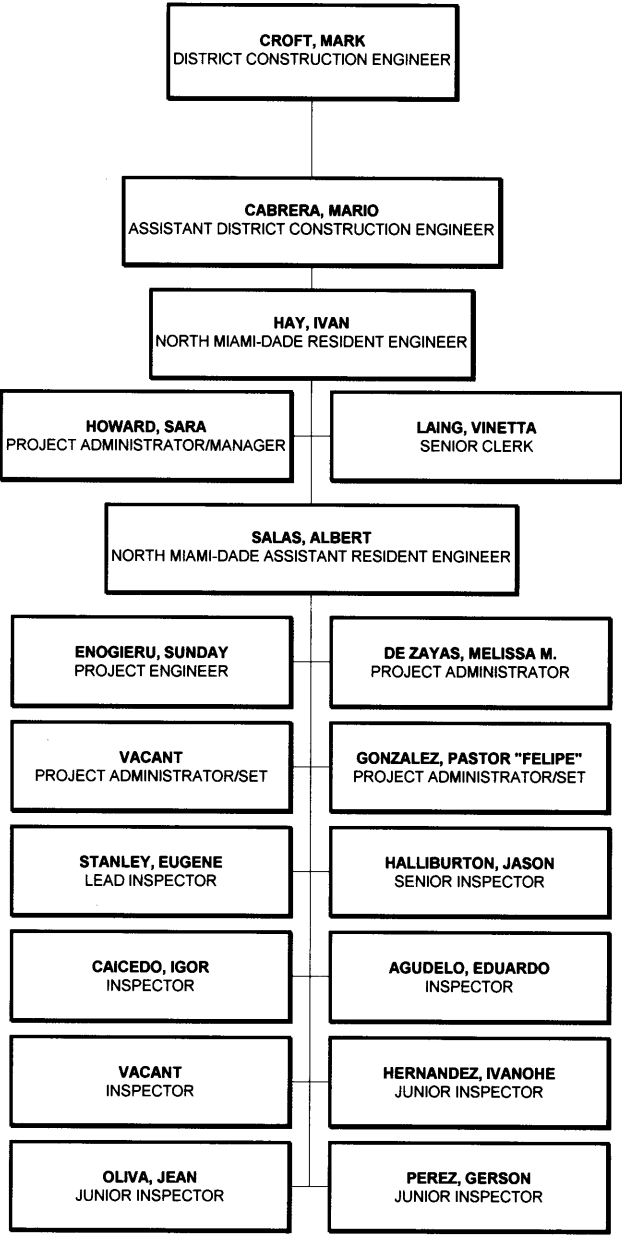 CROFT, MARK
DISTRICT CONSTRUCTION ENGINEER
CABRERA, MARIO
ASSISTANT DISTRICT CONSTRUCTION ENGINEER
HAY, IVAN
NORTH MIAMI-DADE RESIDENT ENGINEER
HOWARD, SARA
PROJECT ADMINISTRATOR/MANAGER
LAING, VINETTA
SENIOR CLERK
SALAS, ALBERT
NORTH MIAMI-DADE ASSISTANT RESIDENT ENGINEER
ENOGIERU, SUNDAY
PROJECT ENGINEER
DE ZAYAS, MELISSA M.
PROJECT ADMINISTRATOR
VACANT
PROJECT ADMINISTRATOR/SET
GONZALEZ, PASTOR "FELIPE"
PROJECT ADMINISTRATOR/SET
STANLEY, EUGENE
LEAD INSPECTOR
HALLIBURTON, JASON
SENIOR INSPECTOR
CAICEDO, IGOR
INSPECTOR
AGUDELO, EDUARDO
INSPECTOR
VACANT
INSPECTOR
HERNANDEZ, IVANOHE
JUNIOR INSPECTOR
OLIVA, JEAN
JUNIOR INSPECTOR
PEREZ, GERSON
JUNIOR INSPECTOR